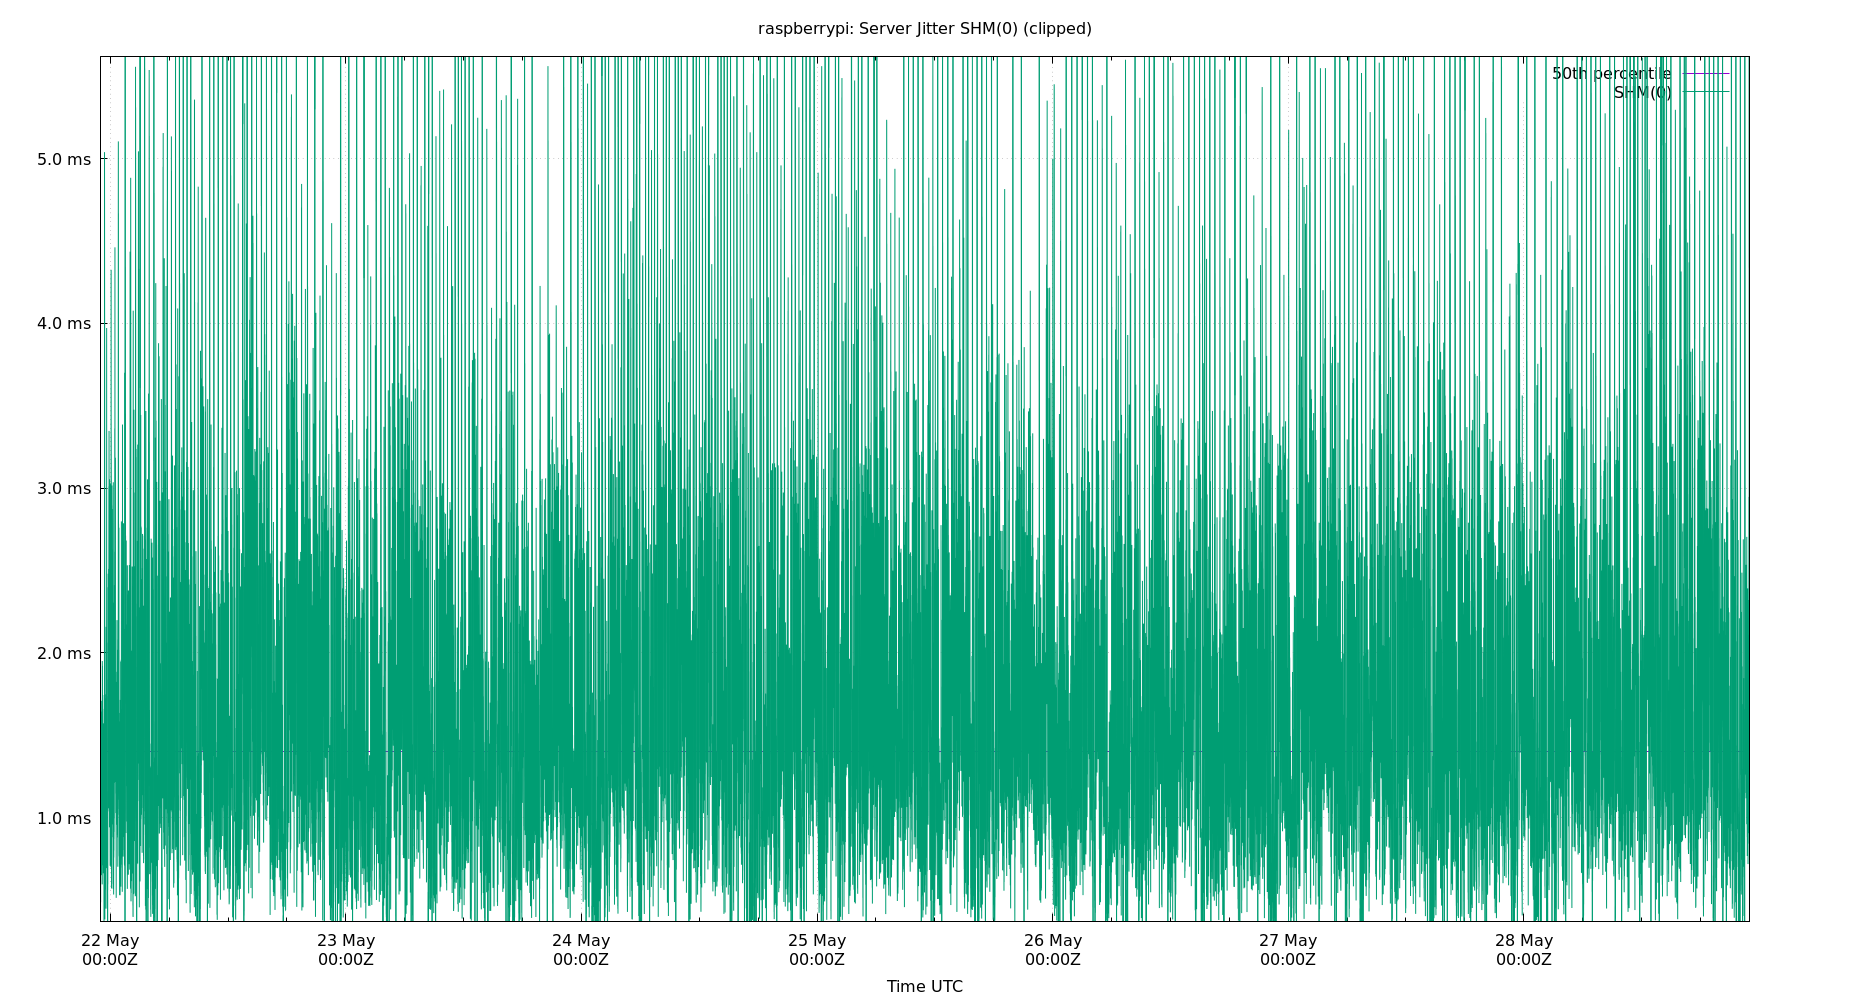 raspberrypi: Server Jitter SHM(0) (clipped)
50th percentile
SHM(0)
5.0 ms
4.0 ms
3.0 ms
2.0 ms
1.0 ms
22 May 23 May 24 May 25 May 26 May 27 May 28 May
00:00Z 00:00Z 00:00Z 00:00Z 00:00Z 00:00Z 00:00Z
Time UTC